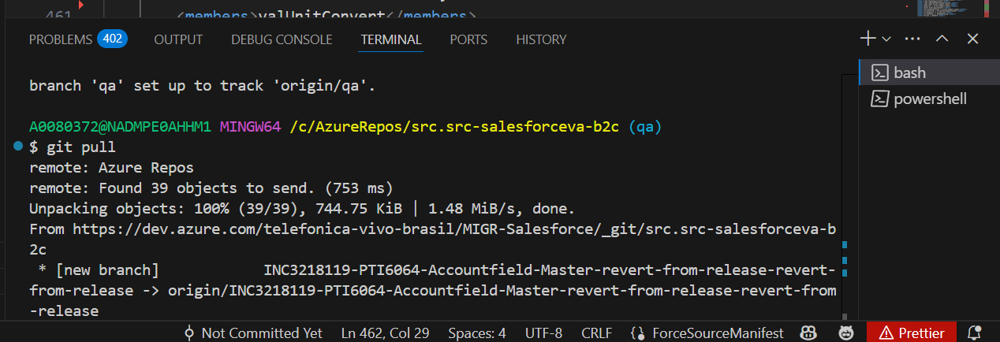 461 <members>valUnitConvert</members>
PROBLEMS 402 OUTPUT DEBUG CONSOLE TERMINAL PORTS HISTORY
branch 'qa' set up to track 'origin/qa'.
bash
powershell
A0080372@NADMPE0AHHM1 MINGW64 /c/AzureRepos/src.src-salesforceva-b2c (qa)
$ git pull
remote: Azure Repos
remote: Found 39 objects to send. (753 ms)
Unpacking objects: 100% (39/39), 744.75 KiB | 1.48 MiB/s, done.
From https://dev.azure.com/telefonica-vivo-brasil/MIGR-Salesforce/_git/src.src-salesforceva-b
2c
* [new branch] INC3218119-PTI6064-Accountfield-Master-revert-from-release-revert-
from-release -> origin/INC3218119-PTI6064-Accountfield-Master-revert-from-release-revert-from
-release
Not Committed Yet Ln 462, Col 29 Spaces: 4 UTF-8 CRLF ForceSourceManifest Prettier